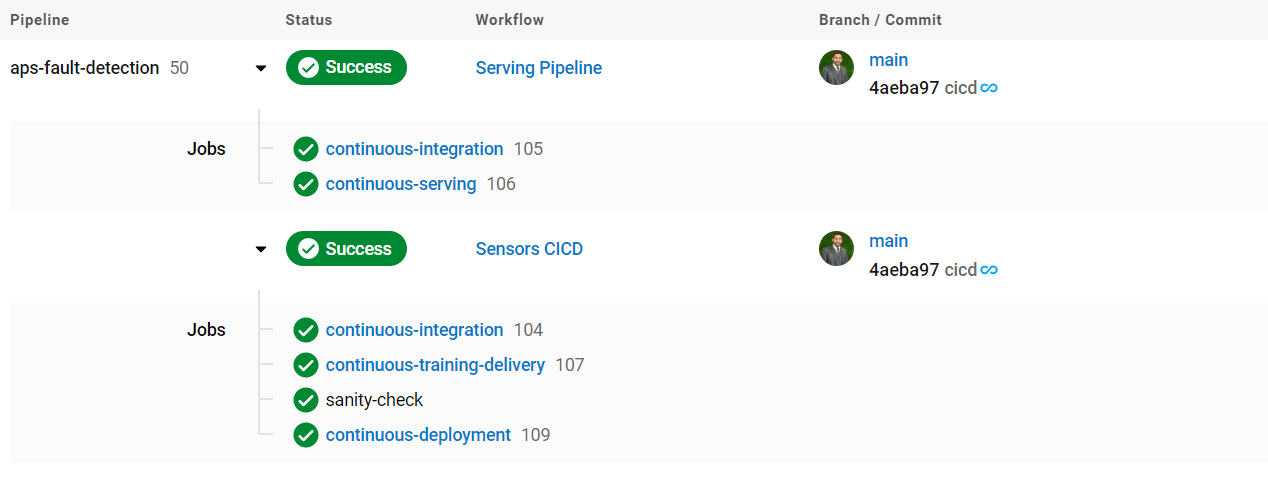 Pipeline Status Workflow Branch / Commit
aps-fault-detection 50 Success Serving Pipeline main
4aeba97 cicd
Jobs continuous-integration 105
continuous-serving 106
Success Sensors CICD main
4aeba97 cicd
Jobs continuous-integration 104
continuous-training-delivery 107
sanity-check
continuous-deployment 109